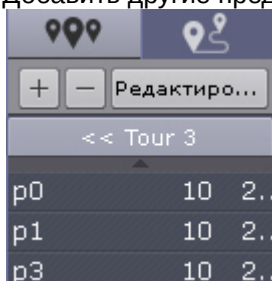 Добавить другие пред
+ − Редактиро...
<< Tour 3
p0 10 2..
p1 10 2..
p3 10 2..